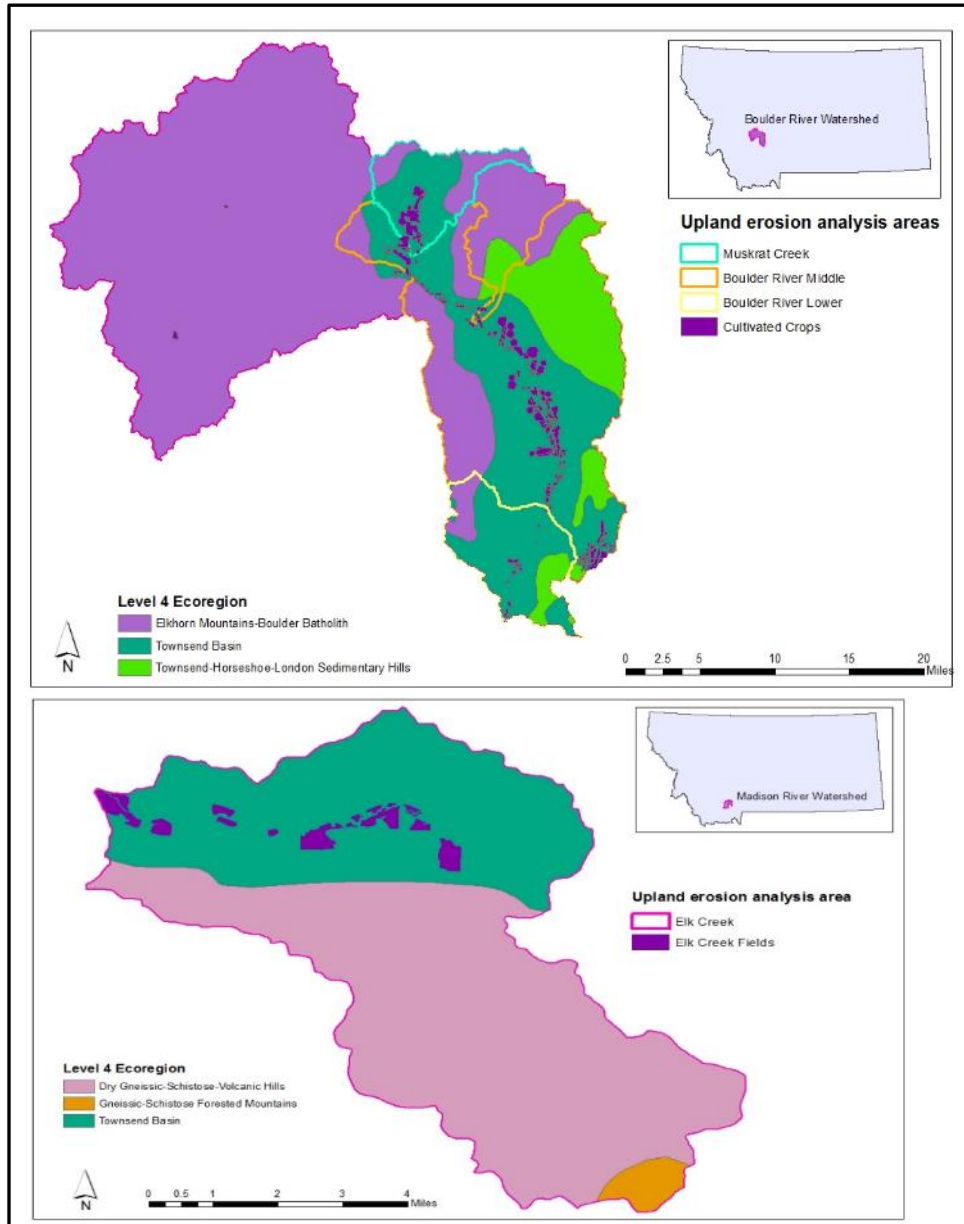 Boulder River Watershed
Upland erosion analysis areas
Muskrat Creek
Boulder River Middle
Boulder River Lower
Cultivated Crops
Level 4 Ecoregion
Elkhorn Mountains-Boulder Batholith
Townsend Basin
Townsend-Horseshoe-London Sedimentary Hills
N
0 2.5 5 10 15 20
Miles
Madison River Watershed
Upland erosion analysis area
Elk Creek
Elk Creek Fields
Level 4 Ecoregion
Dry Gneissic-Schistose-Volcanic Hills
Gneissic-Schistose Forested Mountains
Townsend Basin
N
0 0.5 1 2 3 4
Miles